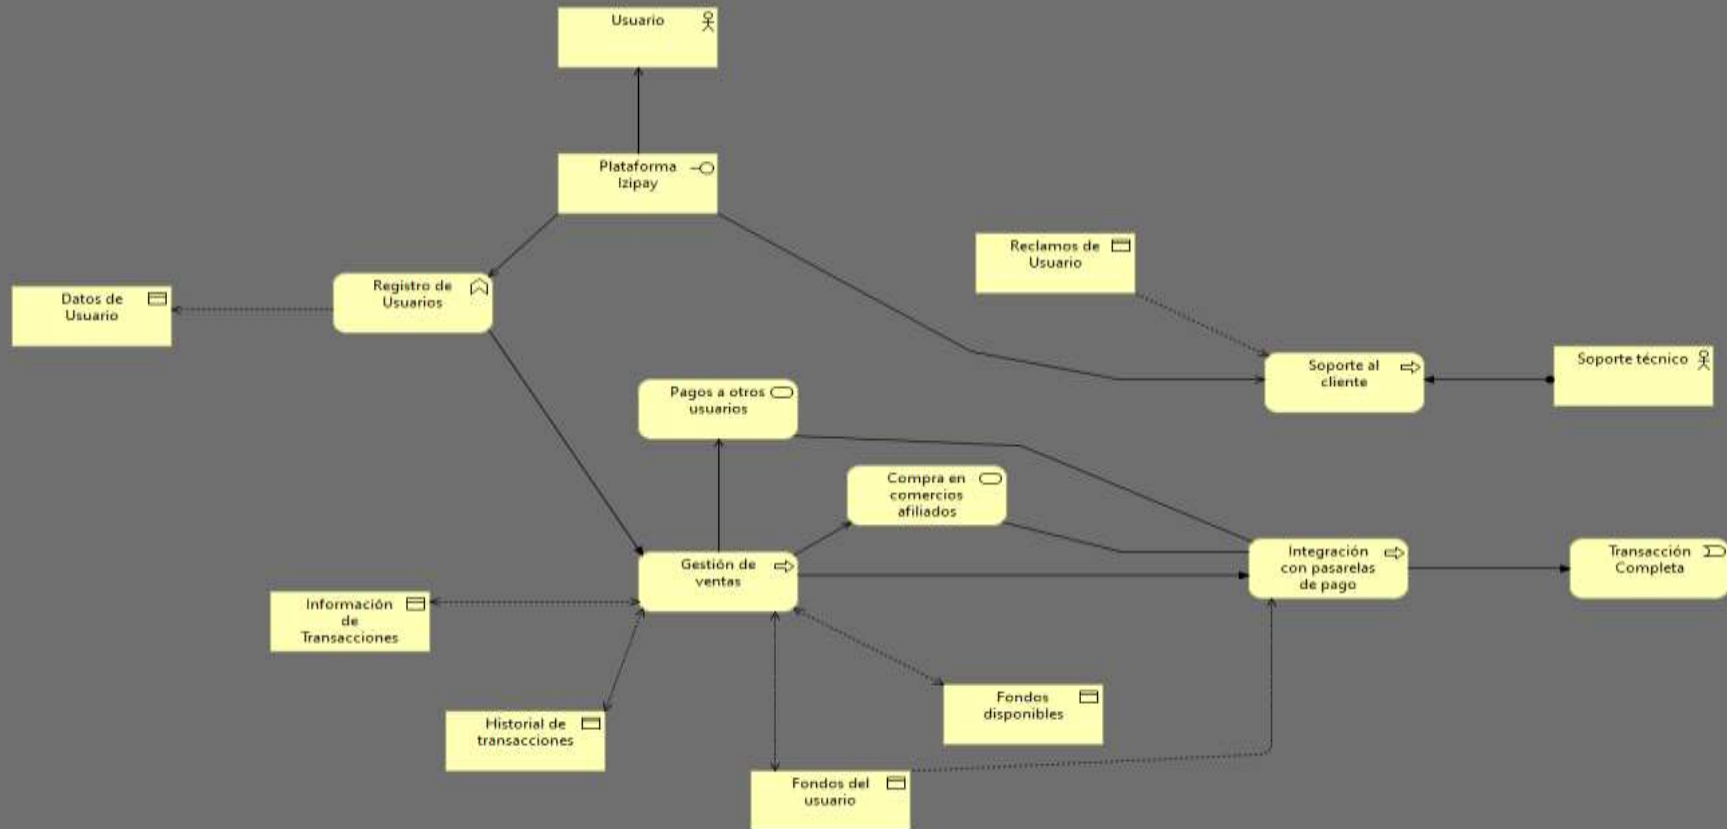 Usuario
Plataforma
Izipay
Reclamos de
Usuario
Registro de
Usuarios
Datos de
Usuario
Soporte al
cliente
Soporte técnico
Pagos a otros
usuarios
Compra en
comercios
afiliados
Gestión de
ventas
Integración
con pasarelas
de pago
Transacción
Completa
Información
de
Transacciones
Fondos
disponibles
Historial de
transacciones
Fondos del
usuario